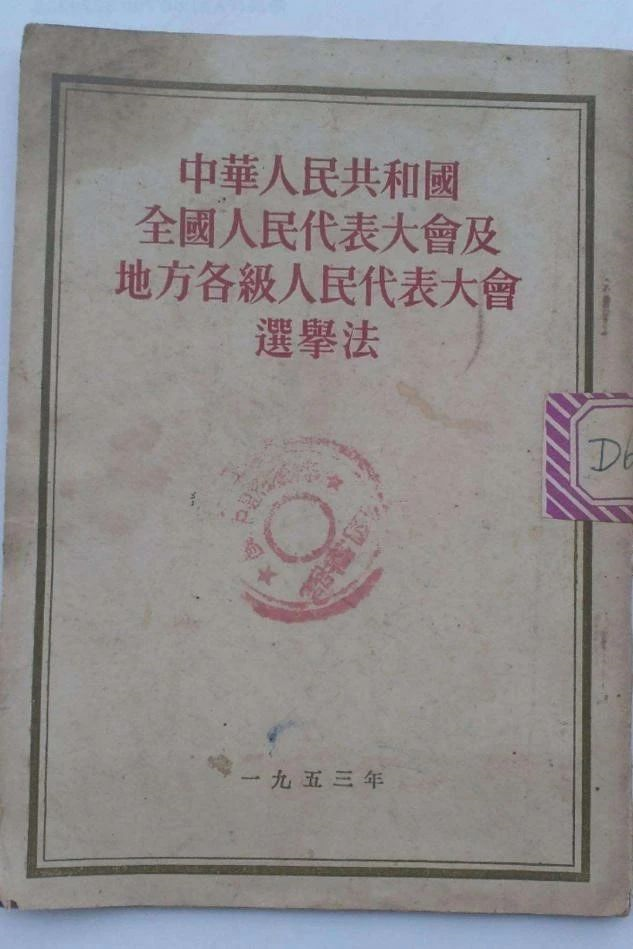 中華人民共和國
全國人民代表大會及
地方各級人民代表大會
選舉法
D6
一九五三年